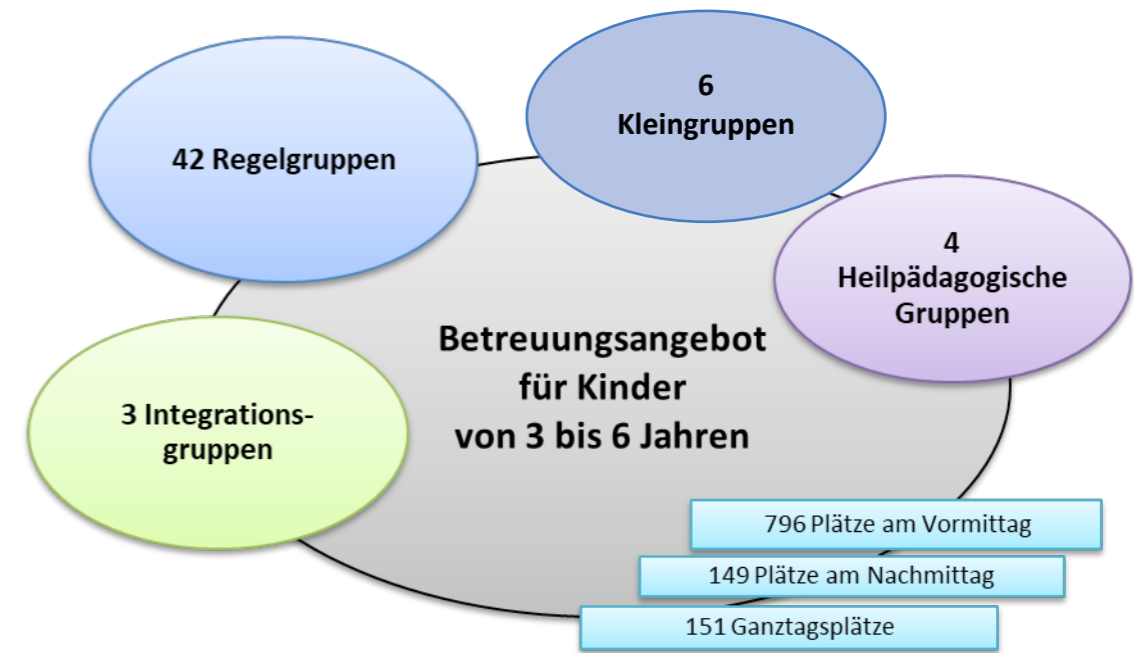 6
Kleingruppen
42 Regelgruppen
4
Heilpädagogische
Gruppen
Betreuungsangebot
für Kinder
von 3 bis 6 Jahren
3 Integrations-
gruppen
796 Plätze am Vormittag
149 Plätze am Nachmittag
151 Ganztagsplätze